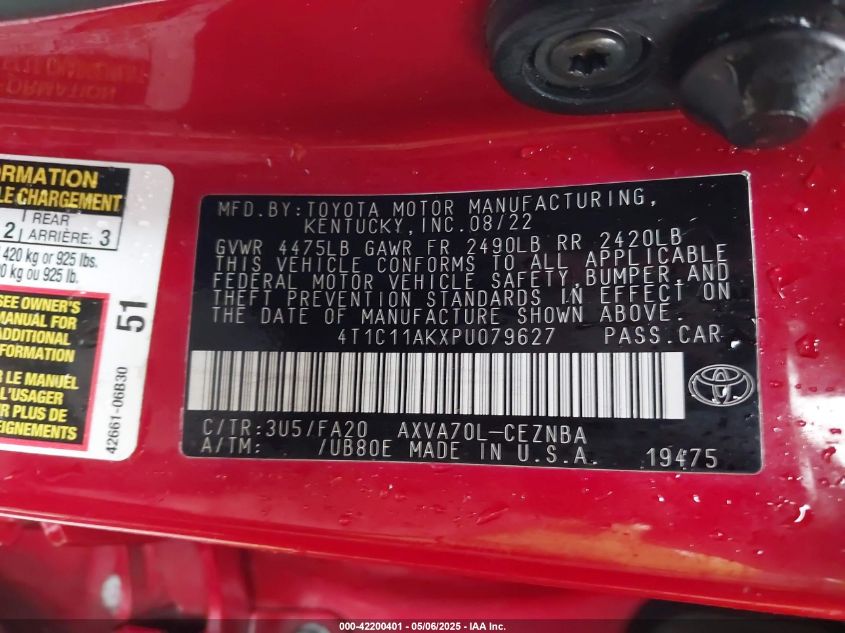 ORMATION
LE CHARGEMENT
2 REAR ARRIÈRE: 3
420 kg or 925 lbs.
0 kg ou 925 lb.
SEE OWNER'S
MANUAL FOR
ADDITIONAL
INFORMATION
R LE MANUEL
L'USAGER
UR PLUS DE
51
42661-06B30
MFD. BY: TOYOTA MOTOR MANUFACTURING,
KENTUCKY, INC. 08/22
GVWR 4475LB GAWR FR 2490LB RR 2420LB
THIS VEHICLE CONFORMS TO ALL APPLICABLE
FEDERAL MOTOR VEHICLE SAFETY, BUMPER, AND
THEFT PREVENTION STANDARDS IN EFFECT ON
THE DATE OF MANUFACTURE SHOWN ABOVE.
4T1C11AKXPU079627 PASS. CAR
C/TR: 3U5/FA20 AXVA70L-CEZNBA
A/TM: /UB80E MADE IN U.S.A. 19475
000-42200401 - 05/06/2025 - IAA Inc.